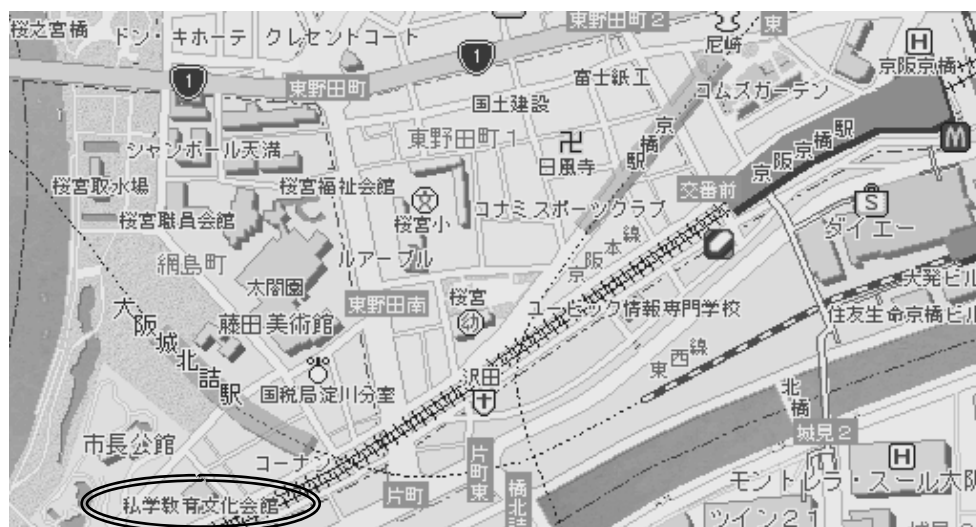 東野田町2
東
桜之宮橋
ドン・キホーテ
クレセントコート
1
尼崎
H
京阪京橋
1
東野田町
富士紙工
コムズガーデン
国土建設
東野田町1
京橋駅
京阪京橋駅
M
シャンボール天満
日風寺
桜宮取水場
桜宮福祉会館
文
桜宮小
コナミスポーツクラブ
交番前
S
ダイエー
桜宮職員会館
網島町
ルアーブル
京阪本線
太閤園
東野田南
桜宮
大発ビル
大阪城北詰駅
藤田美術館
ユービック情報専門学校
住友生命京橋ビル
東西線
国税局淀川分室
沢田
北橋
城見2
市長公館
コーナ
片町東
H
モントレ ラ・スール大阪
私学教育文化会館
片町
橋北詰
ツイン21
城見